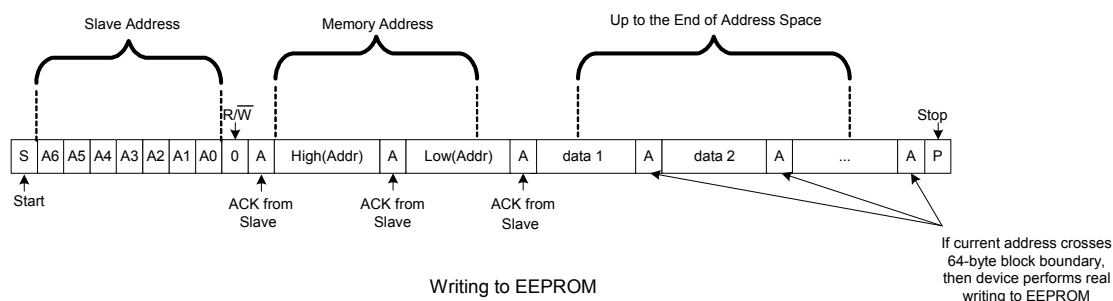 Slave Address
Memory Address
Up to the End of Address Space
R/W
Stop
S A6 A5 A4 A3 A2 A1 A0 0 A High(Addr) A Low(Addr) A data 1 A data 2 A ... A P
Start
ACK from
Slave
ACK from
Slave
ACK from
Slave
If current address crosses
64-byte block boundary,
then device performs real
writing to EEPROM
Writing to EEPROM